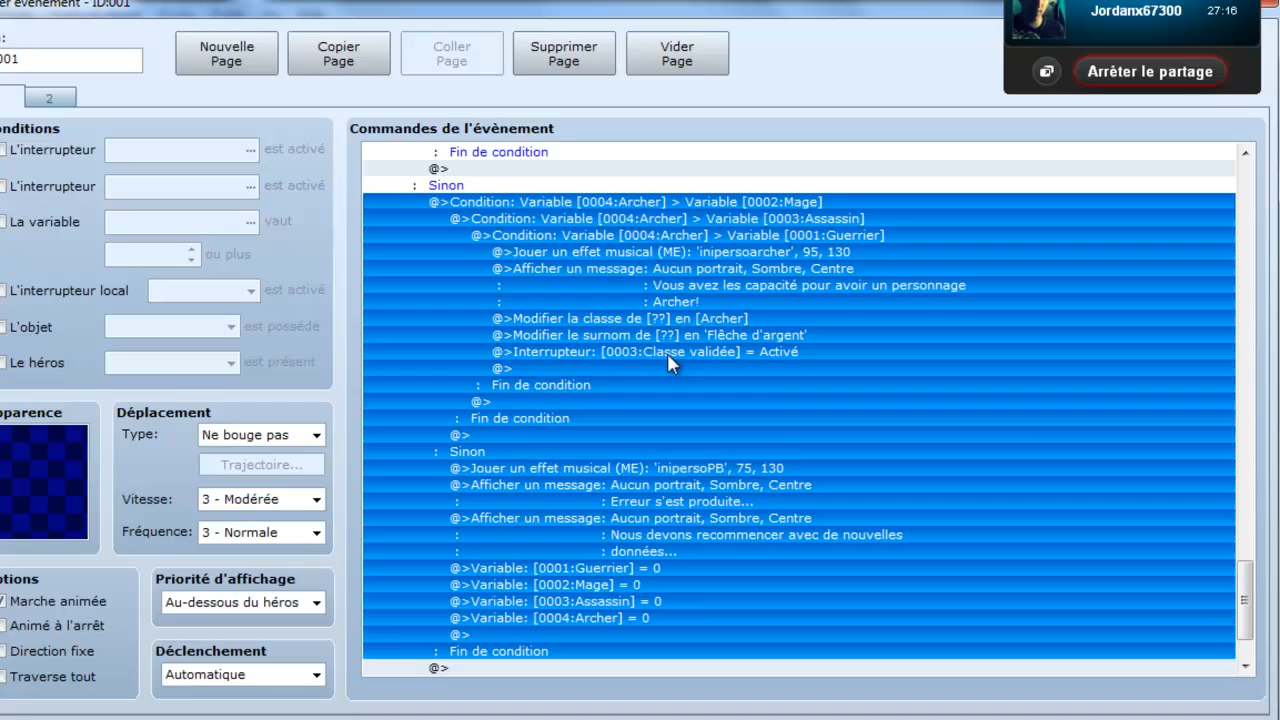 er évènement - ID:001
Jordanx67300 27:16
Arrêter le partage
001
Nouvelle Page
Copier Page
Coller Page
Supprimer Page
Vider Page
2
onditions
L'interrupteur ... est activé
L'interrupteur ... est activé
La variable ... vaut
ou plus
L'interrupteur local est activé
L'objet est possédé
Le héros est présent
pparence
Déplacement
Type: Ne bouge pas
Trajectoire...
Vitesse: 3 - Modérée
Fréquence: 3 - Normale
tions
Marche animée
Animé à l'arrêt
Direction fixe
Traverse tout
Priorité d'affichage
Au-dessous du héros
Déclenchement
Automatique
Commandes de l'évènement
: Fin de condition
@>
: Sinon
@>Condition: Variable [0004:Archer] > Variable [0002:Mage]
@>Condition: Variable [0004:Archer] > Variable [0003:Assassin]
@>Condition: Variable [0004:Archer] > Variable [0001:Guerrier]
@>Jouer un effet musical (ME): 'inipersoarcher', 95, 130
@>Afficher un message: Aucun portrait, Sombre, Centre
: : Vous avez les capacité pour avoir un personnage
: : Archer!
@>Modifier la classe de [??] en [Archer]
@>Modifier le surnom de [??] en 'Flêche d'argent'
@>Interrupteur: [0003:Classe validée] = Activé
@>
: Fin de condition
@>
: Fin de condition
@>
: Sinon
@>Jouer un effet musical (ME): 'inipersoPB', 75, 130
@>Afficher un message: Aucun portrait, Sombre, Centre
: : Erreur s'est produite...
@>Afficher un message: Aucun portrait, Sombre, Centre
: : Nous devons recommencer avec de nouvelles
: : données...
@>Variable: [0001:Guerrier] = 0
@>Variable: [0002:Mage] = 0
@>Variable: [0003:Assassin] = 0
@>Variable: [0004:Archer] = 0
@>
: Fin de condition
@>